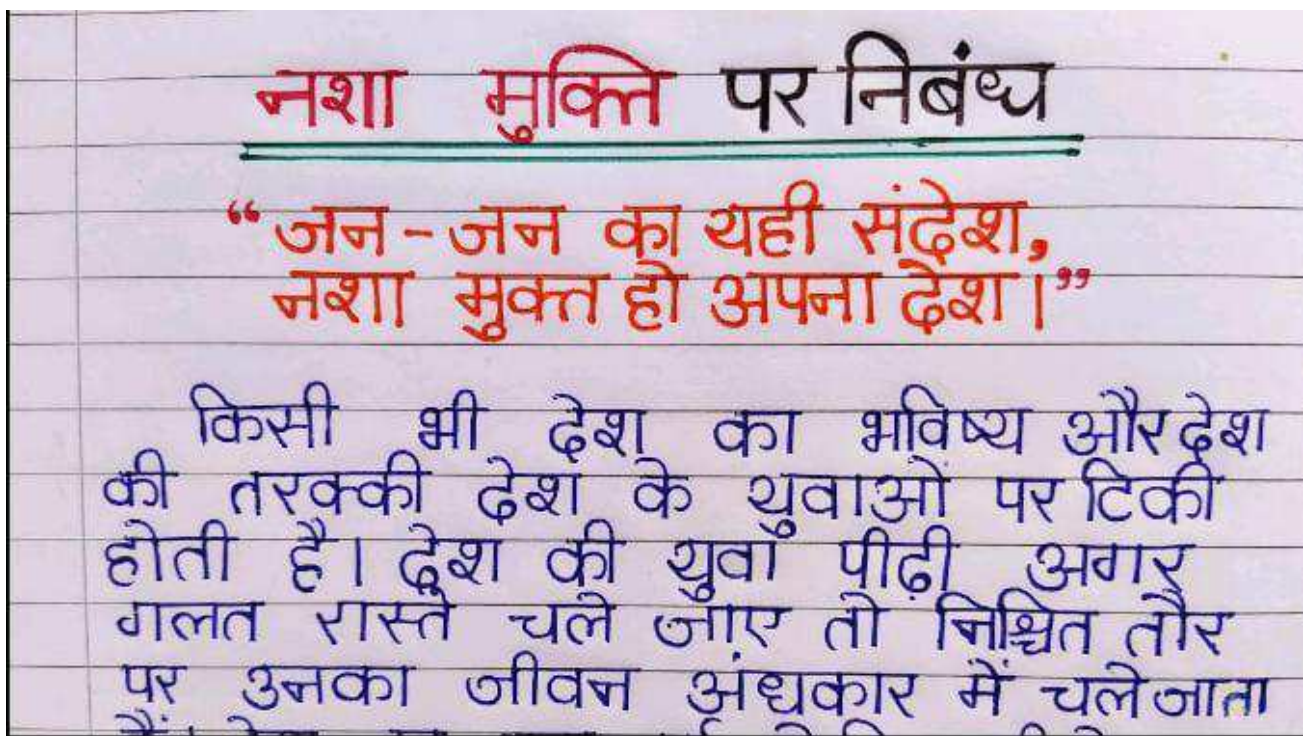 नशा मुक्ति पर निबंध
“जन-जन का यही संदेश,
नशा मुक्त हो अपना देश।”
किसी भी देश का भविष्य और देश
की तरक्की देश के युवाओं पर टिकी
होती है। देश की युवा पीढ़ी अगर
गलत रास्ते चले जाए तो निश्चित तौर
पर उनका जीवन अंधकार में चले जाता